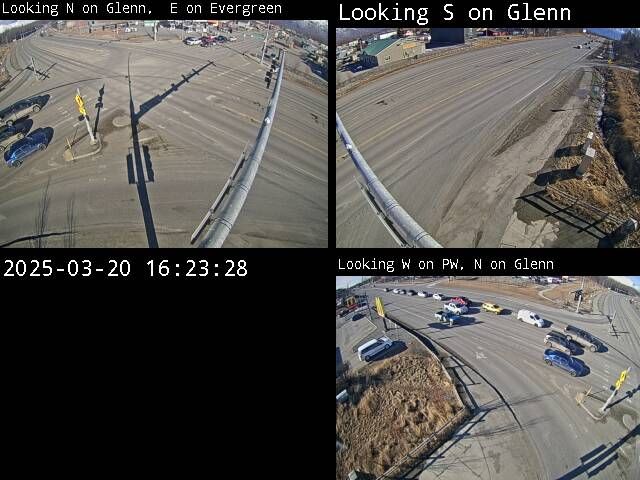 Looking N on Glenn,  E on Evergreen
Looking S on Glenn
2025-03-20 16:23:28
Looking W on PW, N on Glenn